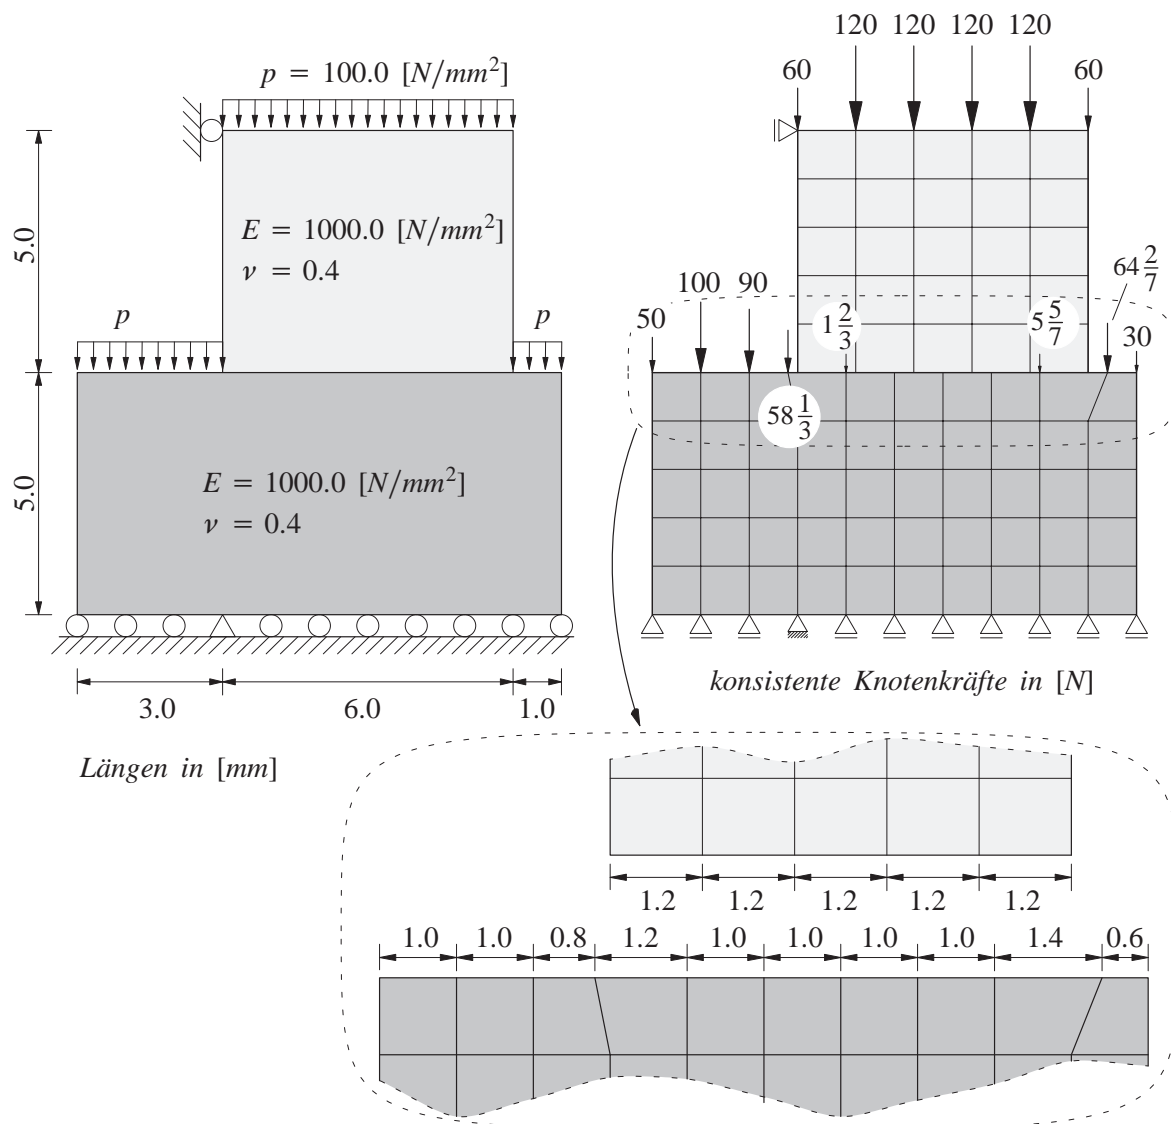 p = 100.0 [N/mm²]
E = 1000.0 [N/mm²]
ν = 0.4
5.0
p
p
E = 1000.0 [N/mm²]
ν = 0.4
5.0
3.0
6.0
1.0
Längen in [mm]
120 120 120 120
60
60
64 2/7
100 90
50
1 2/3
5 5/7
30
58 1/3
konsistente Knotenkräfte in [N]
1.2 1.2 1.2 1.2 1.2
1.0 1.0 0.8 1.2 1.0 1.0 1.0 1.0 1.4 0.6